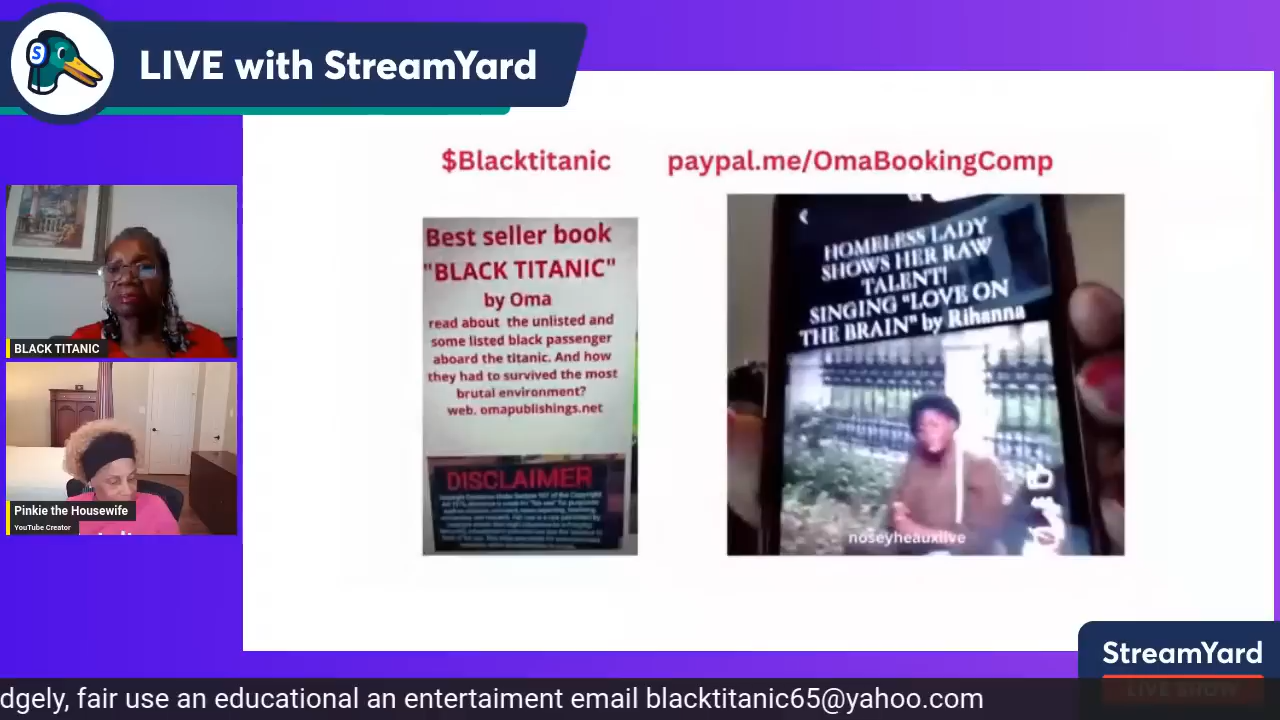 LIVE with StreamYard
$Blacktitanic
paypal.me/OmaBookingComp
Best seller book
"BLACK TITANIC"
by Oma
read about the unlisted and
some listed black passenger
aboard the titanic. And how
they had to survived the most
brutal environment?
web. omapublishings.net
DISCLAIMER
HOMELESS LADY
SHOWS HER RAW
TALENT!
SINGING "LOVE ON
THE BRAIN" by Rihanna
noseyheauxlive
BLACK TITANIC
Pinkie the Housewife
YouTube Creator
StreamYard
LIVE SHOW
dgely, fair use an educational an entertaiment email blacktitanic65@yahoo.com